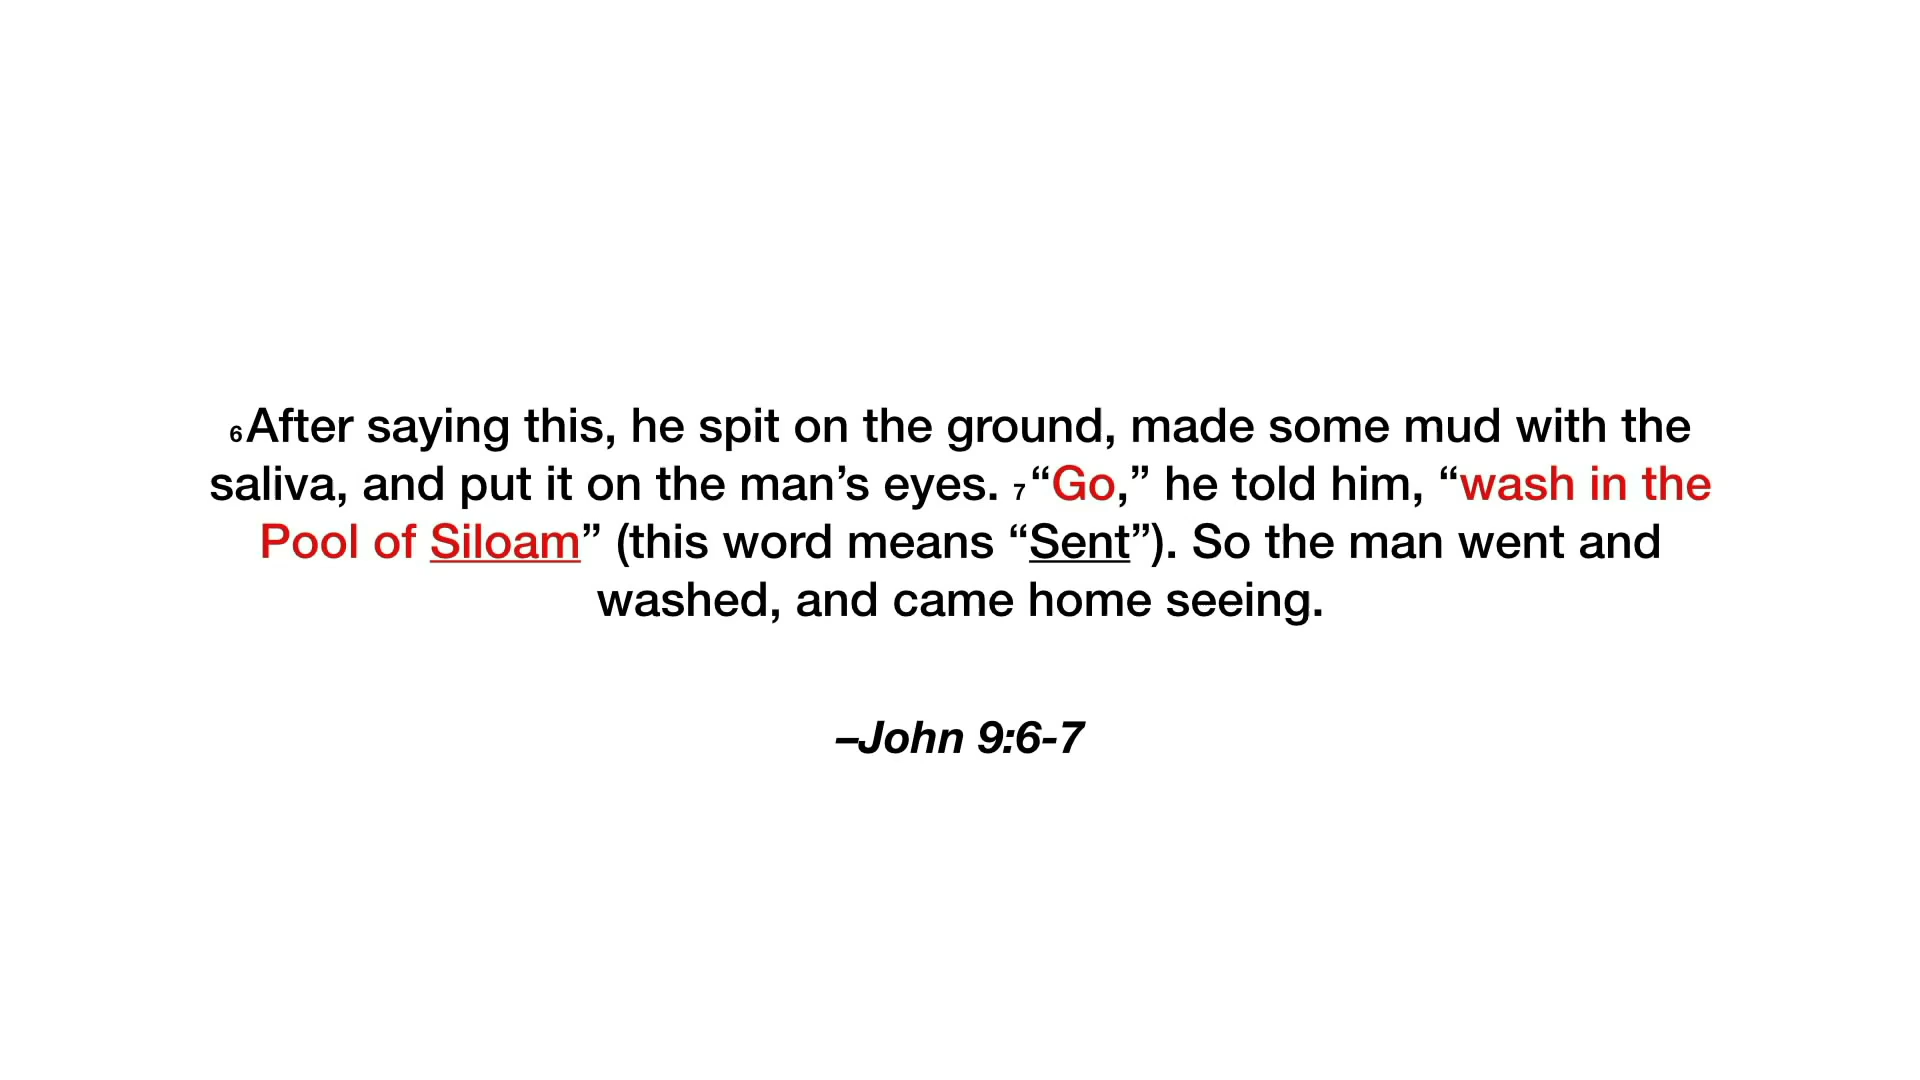 6After saying this, he spit on the ground, made some mud with the
saliva, and put it on the man’s eyes. 7“Go,” he told him, “wash in the
Pool of Siloam” (this word means “Sent”). So the man went and
washed, and came home seeing.
–John 9:6-7